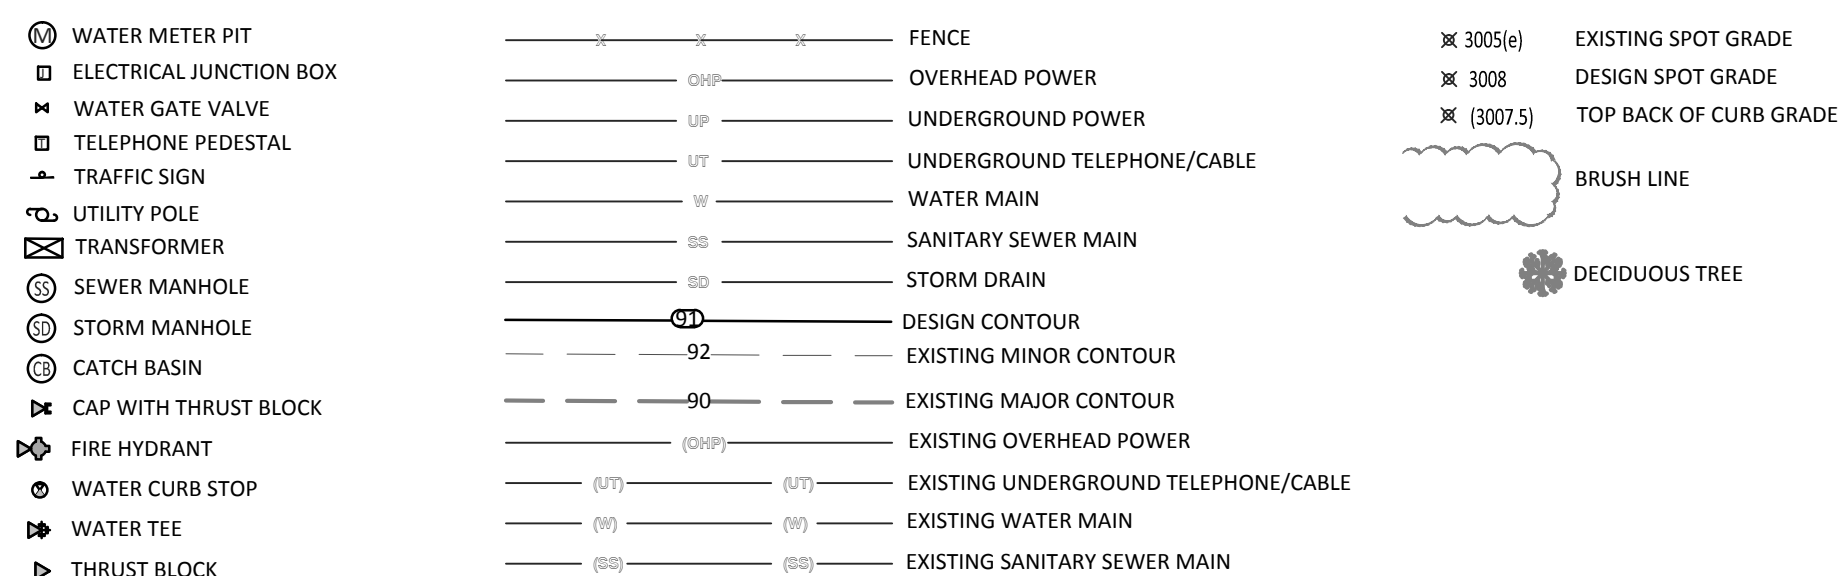 M WATER METER PIT
J ELECTRICAL JUNCTION BOX
WATER GATE VALVE
T TELEPHONE PEDESTAL
TRAFFIC SIGN
UTILITY POLE
TRANSFORMER
SS SEWER MANHOLE
SD STORM MANHOLE
CB CATCH BASIN
CAP WITH THRUST BLOCK
FIRE HYDRANT
WATER CURB STOP
WATER TEE
THRUST BLOCK
X X X FENCE
OHP OVERHEAD POWER
UP UNDERGROUND POWER
UT UNDERGROUND TELEPHONE/CABLE
W WATER MAIN
SS SANITARY SEWER MAIN
SD STORM DRAIN
91 DESIGN CONTOUR
92 EXISTING MINOR CONTOUR
90 EXISTING MAJOR CONTOUR
(OHP) EXISTING OVERHEAD POWER
(UT) (UT) EXISTING UNDERGROUND TELEPHONE/CABLE
(W) (W) EXISTING WATER MAIN
(SS) (SS) EXISTING SANITARY SEWER MAIN
3005(e) EXISTING SPOT GRADE
3008 DESIGN SPOT GRADE
(3007.5) TOP BACK OF CURB GRADE
BRUSH LINE
DECIDUOUS TREE